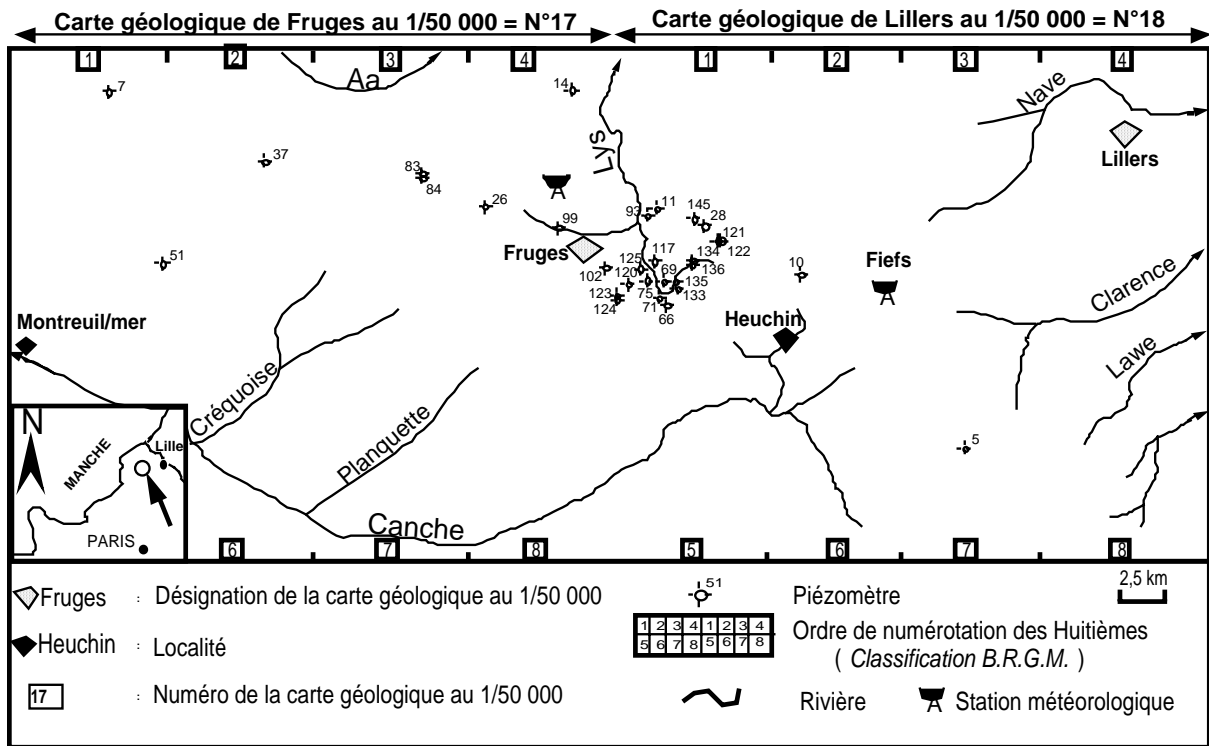 Carte géologique de Fruges au 1/50 000 = N°17
Carte géologique de Lillers au 1/50 000 = N°18
1
2
3
4
1
2
3
4
Aa
7
14
Nave
Lys
Lillers
37
83
84
26
99
93
11
145
28
121
122
Fruges
51
102
125
117
134
136
120
69
135
123
124
75
133
71
66
10
Fiefs
Clarence
Montreuil/mer
Heuchin
Lawe
Créquoise
Planquette
5
Canche
N
MANCHE
Lille
PARIS
6
7
8
5
6
7
8
Fruges : Désignation de la carte géologique au 1/50 000
51
Piézomètre
2,5 km
Heuchin : Localité
1 2 3 4 1 2 3 4
5 6 7 8 5 6 7 8
Ordre de numérotation des Huitièmes
( Classification B.R.G.M. )
17 : Numéro de la carte géologique au 1/50 000
Rivière
Station météorologique